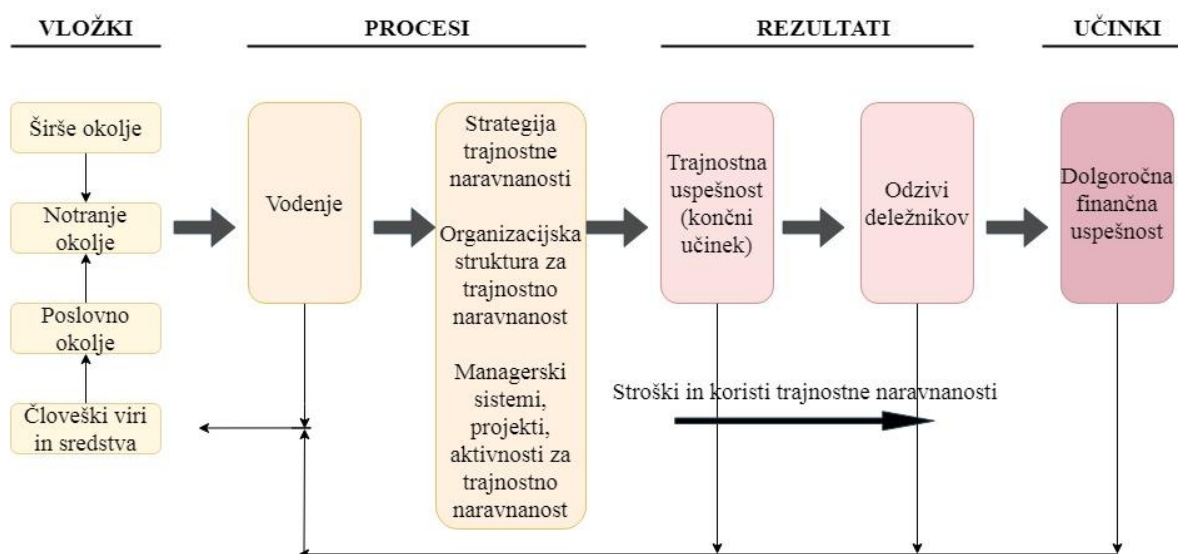 VLOŽKI
PROCESI
REZULTATI
UČINKI
Širše okolje
Notranje
okolje
Poslovno
okolje
Človeški viri
in sredstva
Vodenje
Strategija
trajnostne
naravnanosti
Organizacijska
struktura za
trajnostno
naravnanost
Managerski
sistemi,
projekti,
aktivnosti za
trajnostno
naravnanost
Trajnostna
uspešnost
(končni
učinek)
Odzivi
deležnikov
Dolgoročna
finančna
uspešnost
Stroški in koristi trajnostne naravnanosti